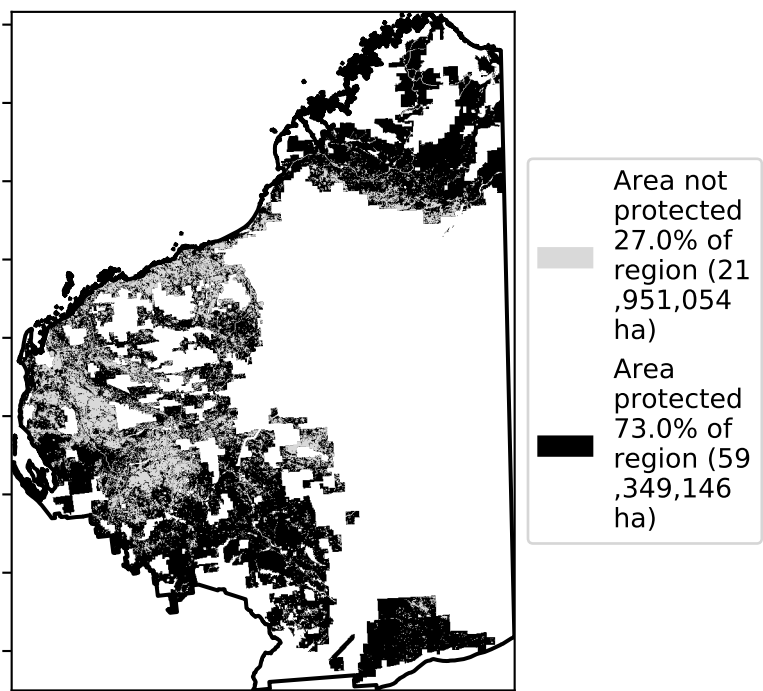 Area not
protected
27.0% of
region (21
,951,054
ha)
Area
protected
73.0% of
region (59
,349,146
ha)